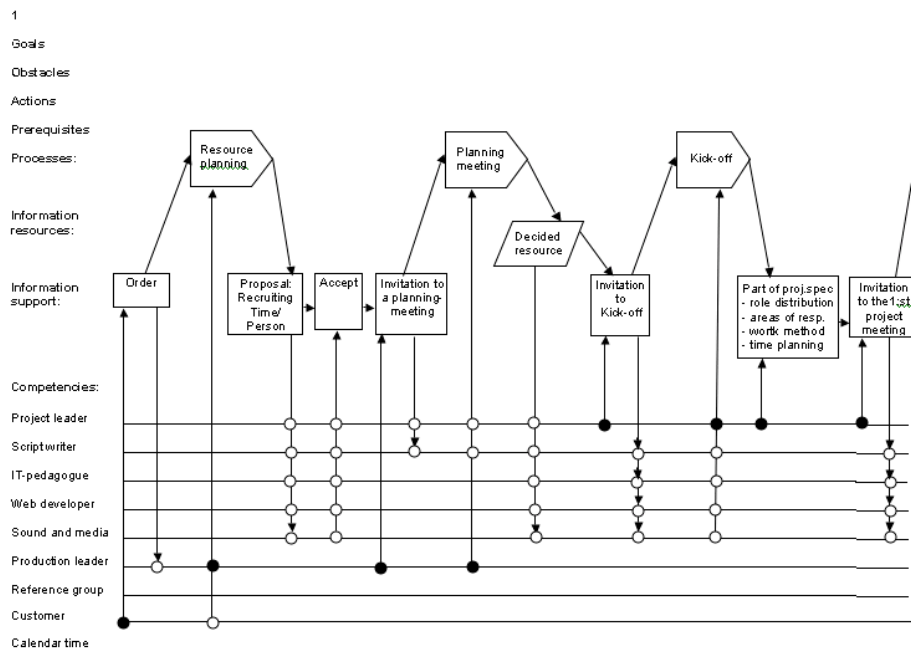 1
Goals
Obstacles
Actions
Prerequisites
Processes:
Resource
planning
Planning
meeting
Kick-off
Information
resources:
Decided
resource
Information
support:
Order
Proposal:
Recruiting
Time/
Person
Accept
Invitation to
a planning-
meeting
Invitation
to
Kick-off
Part of proj.spec
- role distribution
- areas of resp.
- wortk method
- time planning
Invitation
to the1:st
project
meeting
Competencies:
Project leader
Scriptwriter
IT-pedagogue
Web developer
Sound and media
Production leader
Reference group
Customer
Calendar time